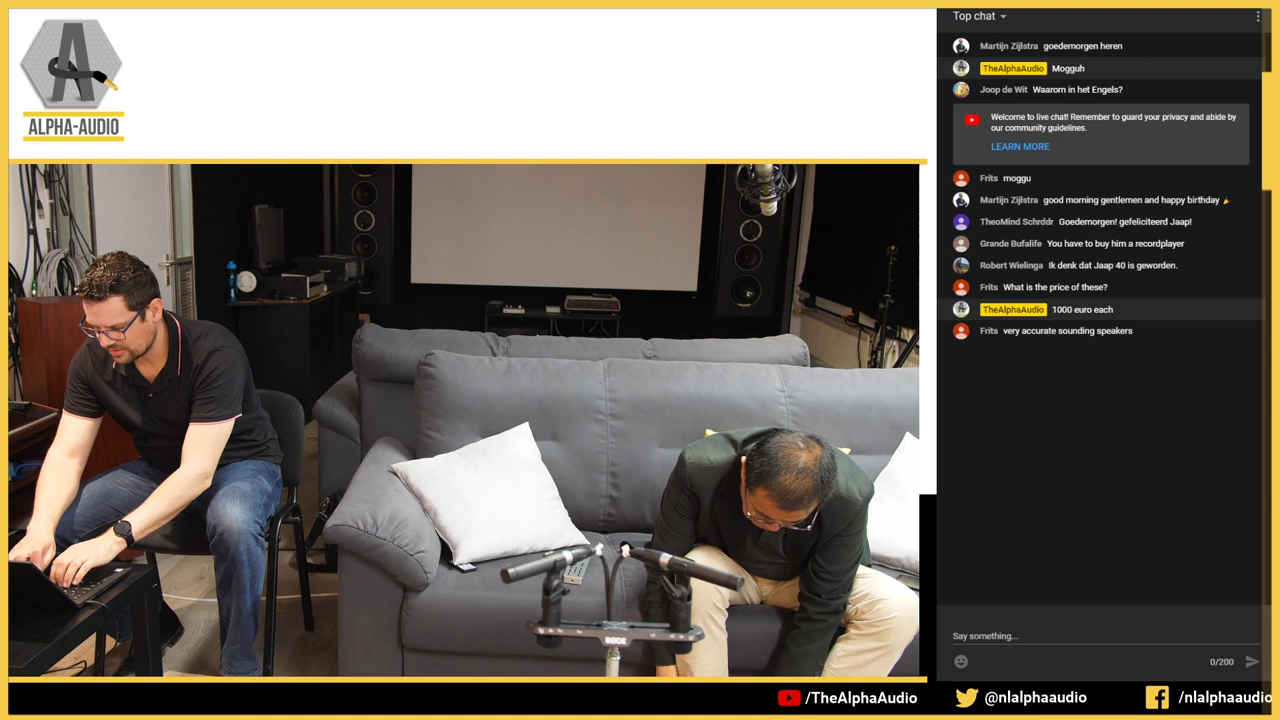 ALPHA-AUDIO
Top chat
Martijn Zijlstra goedemorgen heren
TheAlphaAudio Mogguh
Joop de Wit Waarom in het Engels?
Welcome to live chat! Remember to guard your privacy and abide by
our community guidelines.
LEARN MORE
Frits moggu
Martijn Zijlstra good morning gentlemen and happy birthday 🎉
TheoMind Schrddr Goedemorgen! gefeliciteerd Jaap!
Grande Bufalife You have to buy him a recordplayer
Robert Wielinga Ik denk dat Jaap 40 is geworden.
Frits What is the price of these?
TheAlphaAudio 1000 euro each
Frits very accurate sounding speakers
RØDE
Say something...
0/200
/TheAlphaAudio @nlalphaaudio /nlalphaaudio